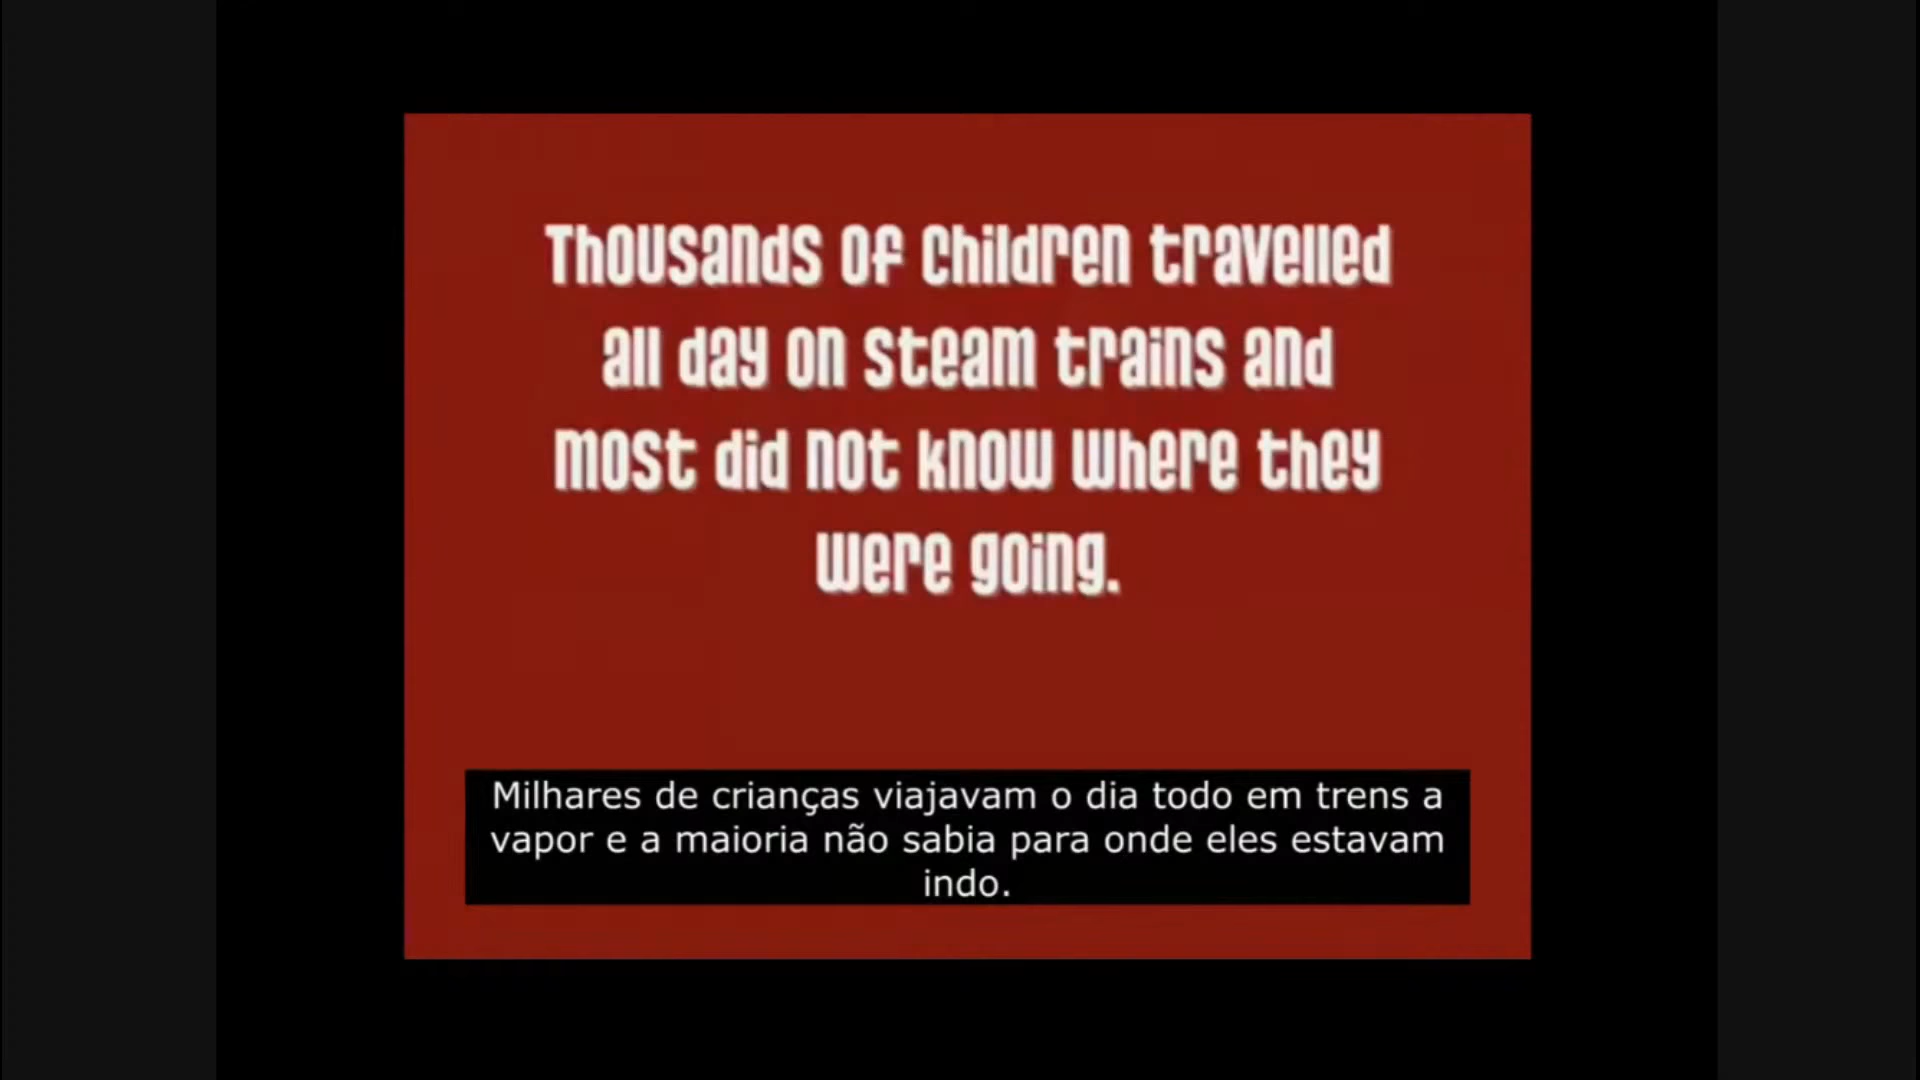 Thousands of children travelled
all day on steam trains and
most did not know where they
were going.
Milhares de crianças viajavam o dia todo em trens a
vapor e a maioria não sabia para onde eles estavam
indo.